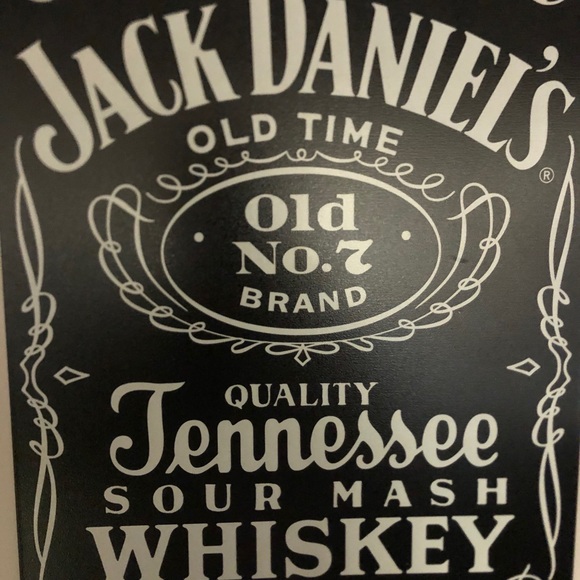 JACK DANIEL'S
OLD TIME
®
• Old •
No.7
BRAND
QUALITY
Tennessee
SOUR MASH
WHISKEY